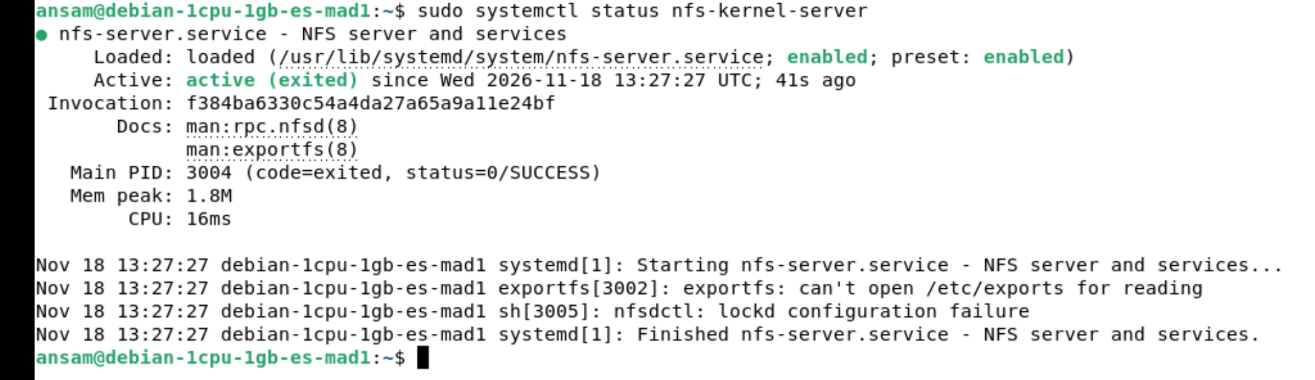 ansam@debian-1cpu-1gb-es-mad1:~$ sudo systemctl status nfs-kernel-server
● nfs-server.service - NFS server and services
Loaded: loaded (/usr/lib/systemd/system/nfs-server.service; enabled; preset: enabled)
Active: active (exited) since Wed 2026-11-18 13:27:27 UTC; 41s ago
Invocation: f384ba6330c54a4da27a65a9a11e24bf
Docs: man:rpc.nfsd(8)
man:exportfs(8)
Main PID: 3004 (code=exited, status=0/SUCCESS)
Mem peak: 1.8M
CPU: 16ms
Nov 18 13:27:27 debian-1cpu-1gb-es-mad1 systemd[1]: Starting nfs-server.service - NFS server and services...
Nov 18 13:27:27 debian-1cpu-1gb-es-mad1 exportfs[3002]: exportfs: can't open /etc/exports for reading
Nov 18 13:27:27 debian-1cpu-1gb-es-mad1 sh[3005]: nfsdctl: lockd configuration failure
Nov 18 13:27:27 debian-1cpu-1gb-es-mad1 systemd[1]: Finished nfs-server.service - NFS server and services.
ansam@debian-1cpu-1gb-es-mad1:~$